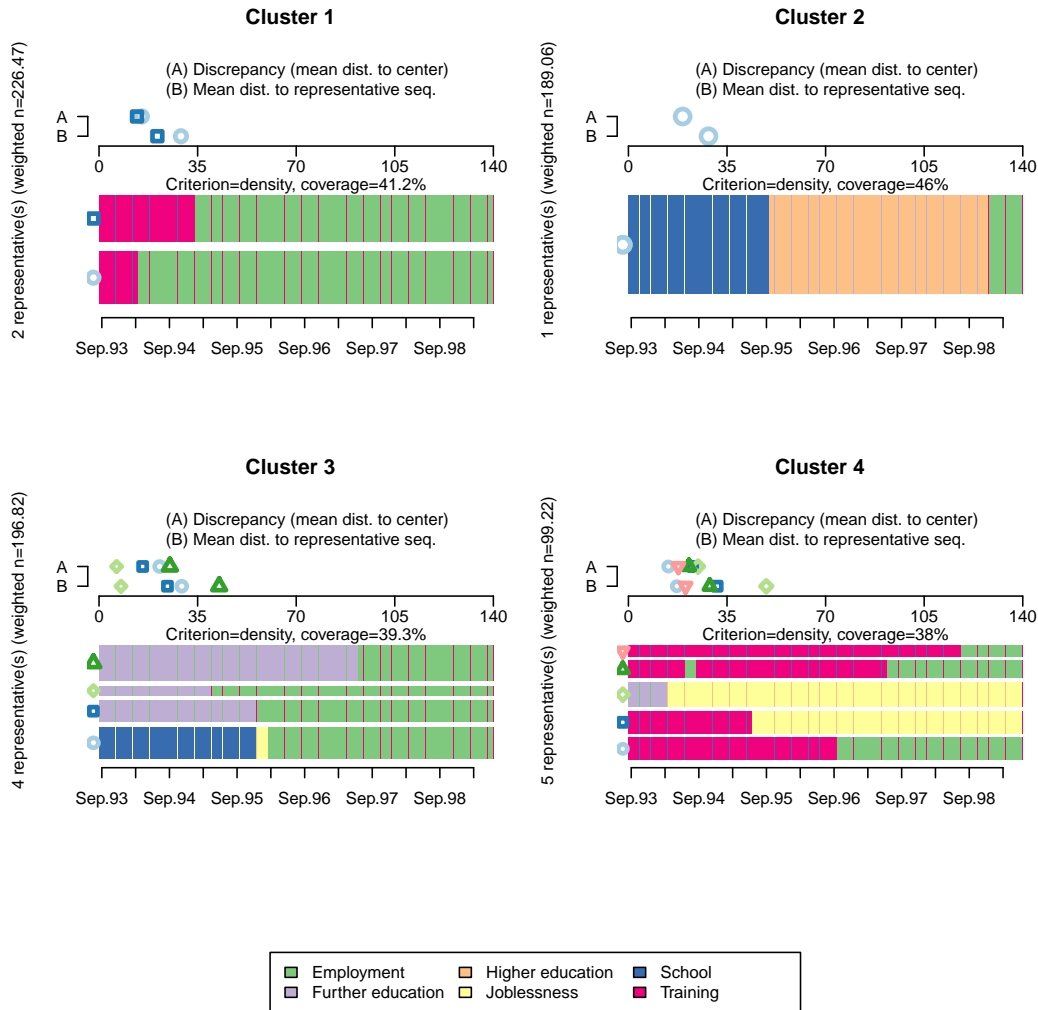 Cluster 1
2 representative(s) (weighted n=226.47)
(A) Discrepancy (mean dist. to center)
(B) Mean dist. to representative seq.
A
B
0 35 70 105 140
Criterion=density, coverage=41.2%
Sep.93 Sep.94 Sep.95 Sep.96 Sep.97 Sep.98
Cluster 2
1 representative(s) (weighted n=189.06)
(A) Discrepancy (mean dist. to center)
(B) Mean dist. to representative seq.
A
B
0 35 70 105 140
Criterion=density, coverage=46%
Sep.93 Sep.94 Sep.95 Sep.96 Sep.97 Sep.98
Cluster 3
4 representative(s) (weighted n=196.82)
(A) Discrepancy (mean dist. to center)
(B) Mean dist. to representative seq.
A
B
0 35 70 105 140
Criterion=density, coverage=39.3%
Sep.93 Sep.94 Sep.95 Sep.96 Sep.97 Sep.98
Cluster 4
5 representative(s) (weighted n=99.22)
(A) Discrepancy (mean dist. to center)
(B) Mean dist. to representative seq.
A
B
0 35 70 105 140
Criterion=density, coverage=38%
Sep.93 Sep.94 Sep.95 Sep.96 Sep.97 Sep.98
Employment Higher education School
Further education Joblessness Training